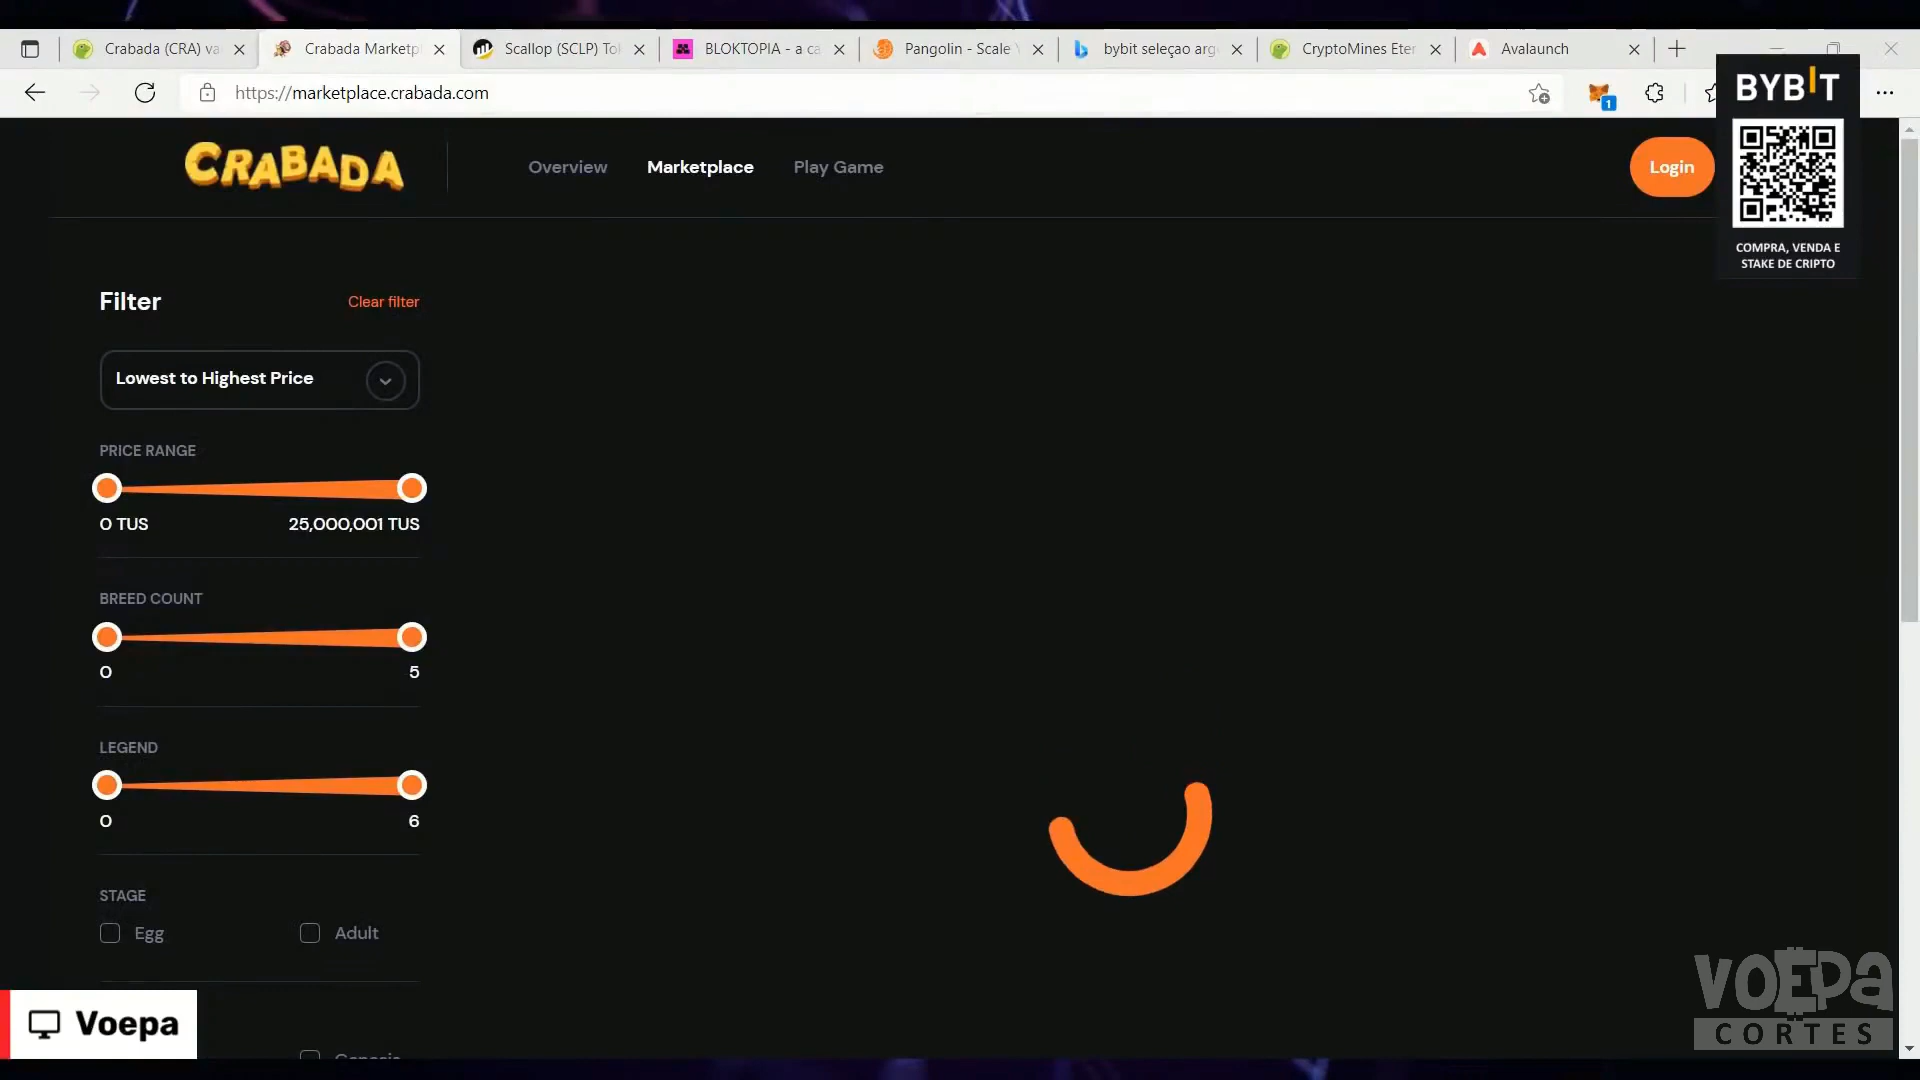 Crabada (CRA) va
Crabada Marketp
Scallop (SCLP) To
BLOKTOPIA - a ca
Pangolin - Scale
bybit seleçao arg
CryptoMines Eter
Avalaunch
https://marketplace.crabada.com
1
BYBIT
COMPRA, VENDA E
STAKE DE CRIPTO
CRABADA
Overview
Marketplace
Play Game
Login
Filter
Clear filter
Lowest to Highest Price
PRICE RANGE
0 TUS
25,000,001 TUS
BREED COUNT
0
5
LEGEND
0
6
STAGE
Egg
Adult
Genesis
Voepa
VOEPA
CORTES